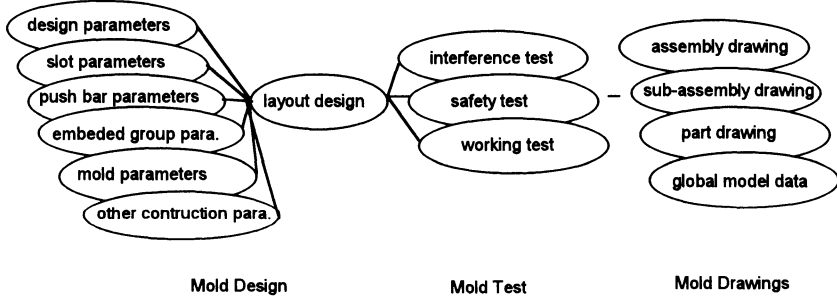 design parameters
slot parameters
push bar parameters
embeded group para.
mold parameters
other contruction para.
layout design
interference test
safety test
working test
assembly drawing
sub-assembly drawing
part drawing
global model data
Mold Design
Mold Test
Mold Drawings